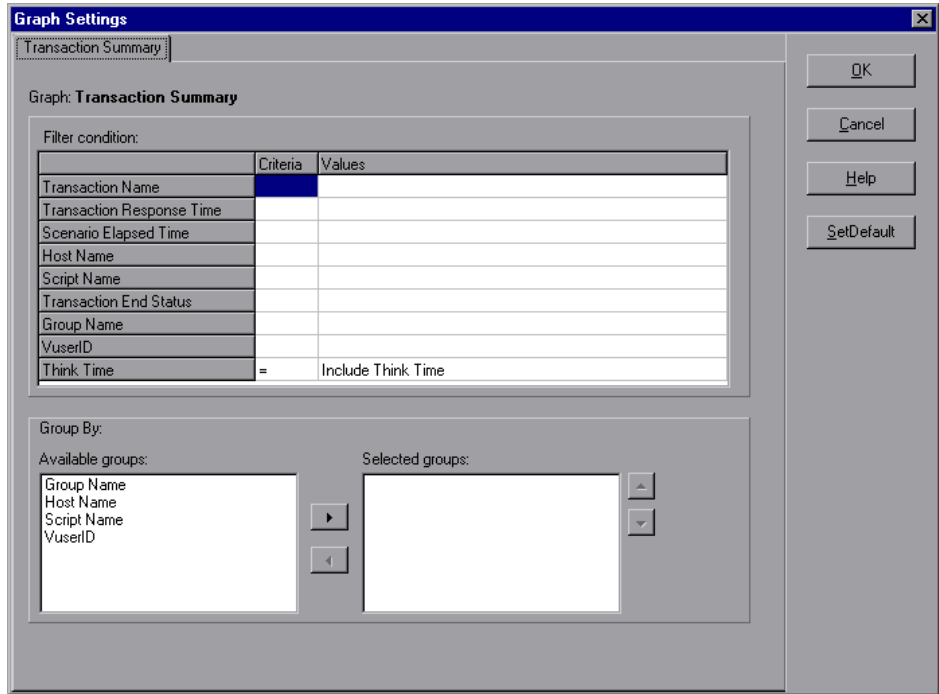 Graph Settings
Transaction Summary
Graph: Transaction Summary
Filter condition:
Criteria Values
Transaction Name
Transaction Response Time
Scenario Elapsed Time
Host Name
Script Name
Transaction End Status
Group Name
VuserID
Think Time = Include Think Time
Group By:
Available groups: Selected groups:
Group Name
Host Name
Script Name
VuserID
OK
Cancel
Help
SetDefault